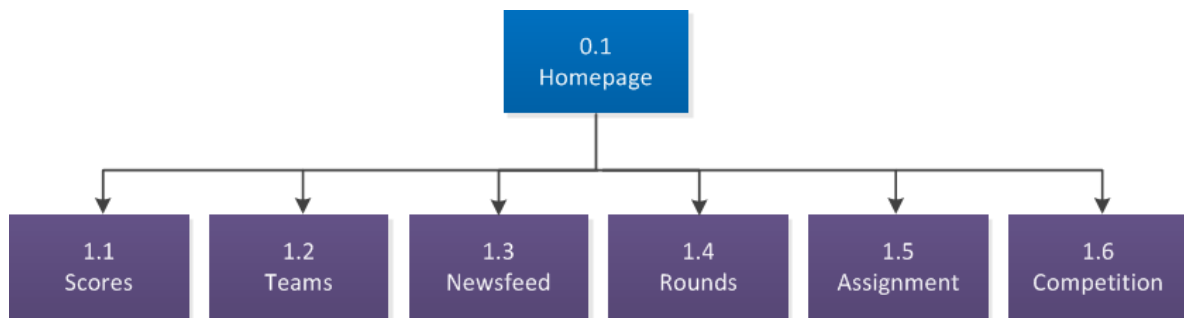 0.1
Homepage
1.1
Scores
1.2
Teams
1.3
Newsfeed
1.4
Rounds
1.5
Assignment
1.6
Competition